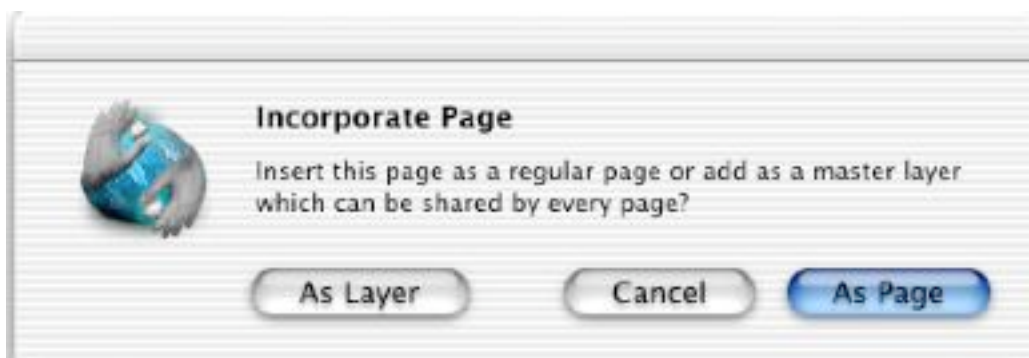 Incorporate Page
Insert this page as a regular page or add as a master layer
which can be shared by every page?
As Layer Cancel As Page